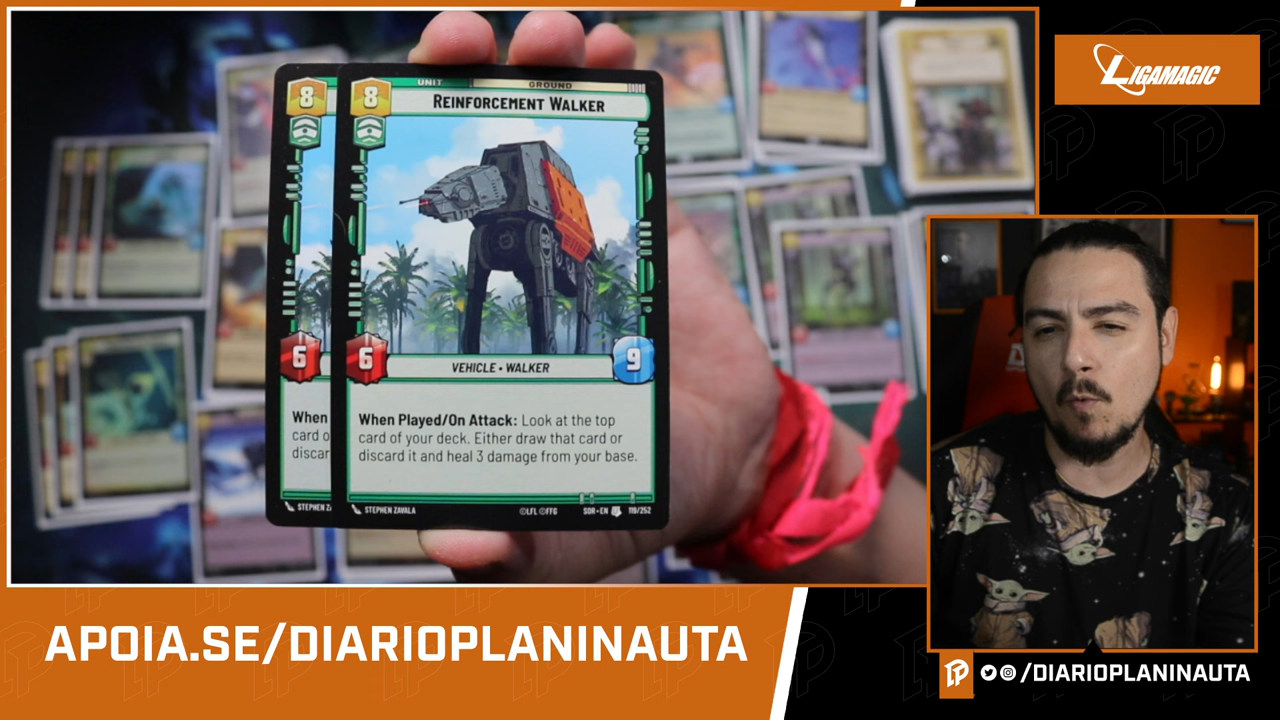 LIGAMAGIC
UNIT GROUND
8 8 REINFORCEMENT WALKER
6 6 VEHICLE • WALKER 9
When
card o
discar
When Played/On Attack: Look at the top
card of your deck. Either draw that card or
discard it and heal 3 damage from your base.
STEPHEN Z
STEPHEN ZAVALA ©LFL ©FFG SOR • EN 119/252
APOIA.SE/DIARIOPLANINAUTA
/DIARIOPLANINAUTA